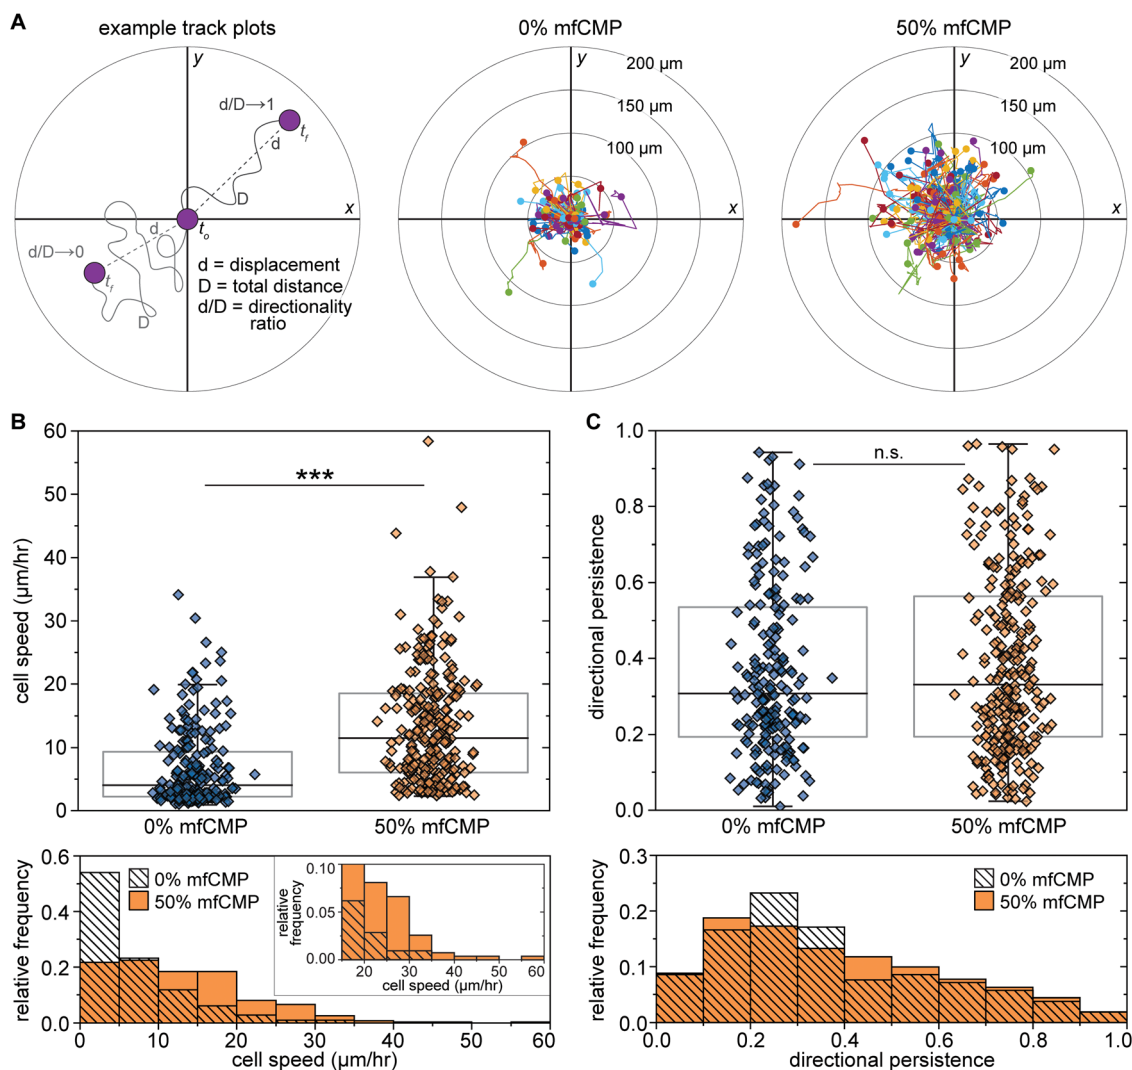 A
example track plots
0% mfCMP
50% mfCMP
y
d/D→1
t_f
d
D
x
t_o
d
d/D→0
t_f
D
d = displacement
D = total distance
d/D = directionality
ratio
y
200 μm
150 μm
100 μm
x
y
200 μm
150 μm
100 μm
x
B
60
50
40
30
20
10
0
cell speed (μm/hr)
***
0% mfCMP
50% mfCMP
C
1.0
0.8
0.6
0.4
0.2
0.0
directional persistence
n.s.
0% mfCMP
50% mfCMP
0.6
0.4
0.2
0.0
relative frequency
0% mfCMP
50% mfCMP
0.10
0.05
0.00
relative
frequency
20 30 40 50 60
cell speed (μm/hr)
0 10 20 30 40 50 60
cell speed (μm/hr)
0.3
0.2
0.1
0.0
relative frequency
0% mfCMP
50% mfCMP
0.0 0.2 0.4 0.6 0.8 1.0
directional persistence